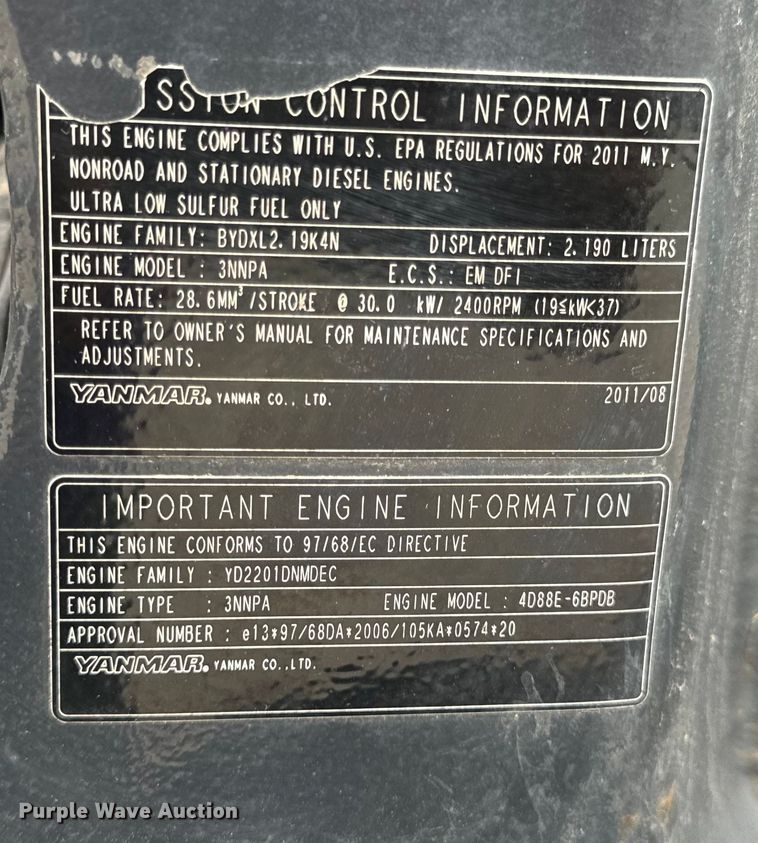 SSION CONTROL INFORMATION
THIS ENGINE COMPLIES WITH U.S. EPA REGULATIONS FOR 2011 M.Y.
NONROAD AND STATIONARY DIESEL ENGINES.
ULTRA LOW SULFUR FUEL ONLY
ENGINE FAMILY: BYDXL2.19K4N DISPLACEMENT: 2.190 LITERS
ENGINE MODEL : 3NNPA E.C.S.: EM DFI
FUEL RATE: 28.6MM³/STROKE @ 30.0 kW/ 2400RPM (19≦kW<37)
REFER TO OWNER'S MANUAL FOR MAINTENANCE SPECIFICATIONS AND
ADJUSTMENTS.
YANMAR. YANMAR CO., LTD. 2011/08
IMPORTANT ENGINE INFORMATION
THIS ENGINE CONFORMS TO 97/68/EC DIRECTIVE
ENGINE FAMILY : YD2201DNMDEC
ENGINE TYPE : 3NNPA ENGINE MODEL : 4D88E-6BPDB
APPROVAL NUMBER : e13*97/68DA*2006/105KA*0574*20
YANMAR. YANMAR CO.,LTD.
Purple Wave Auction